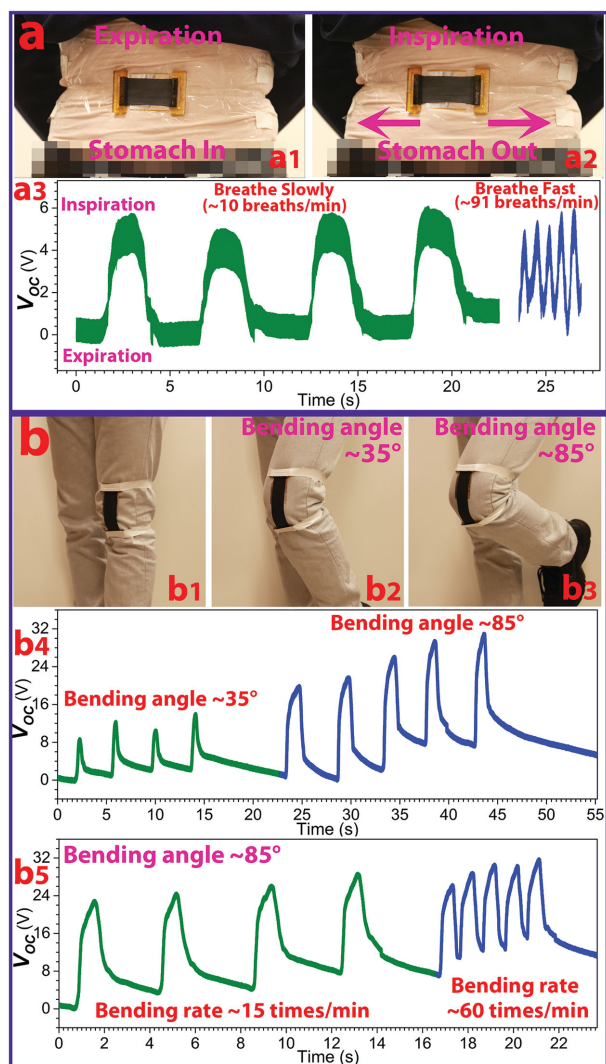 a
Expiration
Inspiration
Stomach In
a1
Stomach Out
a2
a3
Inspiration
Breathe Slowly
(~10 breaths/min)
Breathe Fast
(~91 breaths/min)
6
4
2
0
Voc (V)
Expiration
0
5
10
15
20
25
Time (s)
b
Bending angle
~35°
Bending angle
~85°
b1
b2
b3
b4
32
24
16
8
0
Voc (V)
Bending angle ~35°
Bending angle ~85°
0
5
10
15
20
25
30
35
40
45
50
55
Time (s)
b5
Bending angle ~85°
32
24
16
8
0
Voc (V)
Bending rate ~15 times/min
Bending rate
~60 times/min
0
2
4
6
8
10
12
14
16
18
20
22
Time (s)